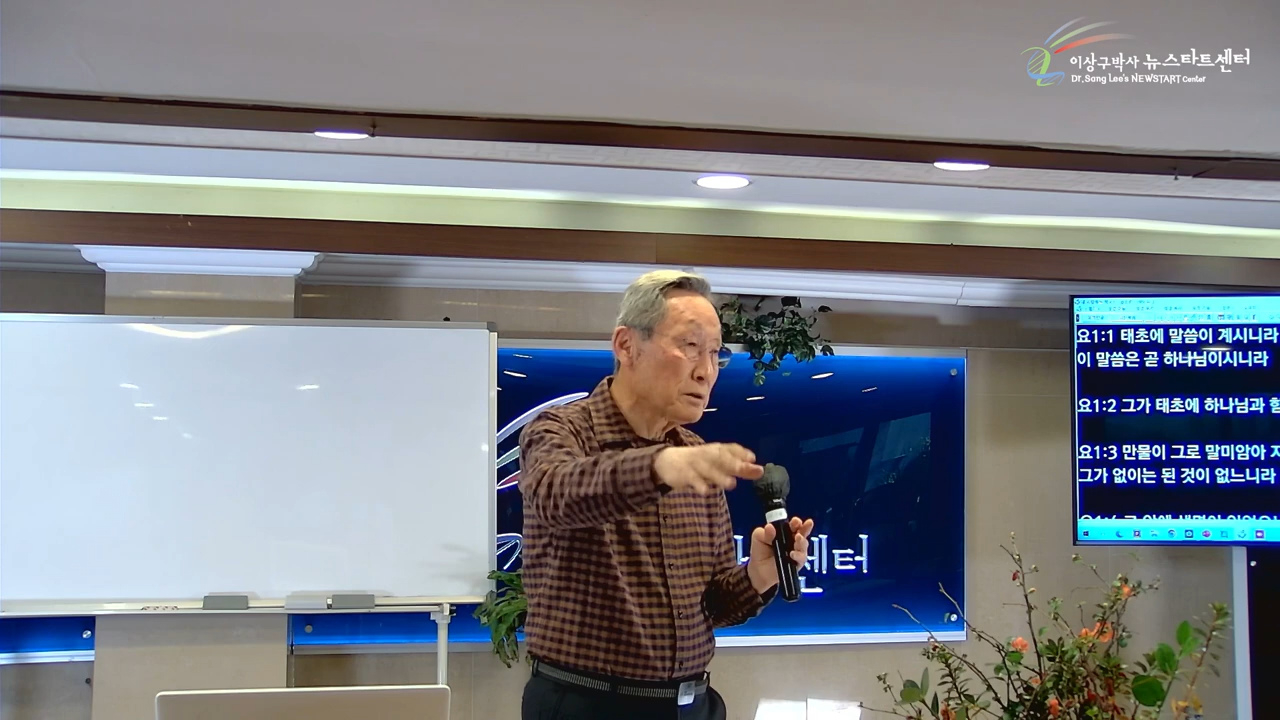 이상구박사 뉴스타트센터
Dr. Sang Lee's NEWSTART Center
요1:1 태초에 말씀이 계시니라
이 말씀은 곧 하나님이시니라
요1:2 그가 태초에 하나님과 함
요1:3 만물이 그로 말미암아 지
그가 없이는 된 것이 없느니라
센터